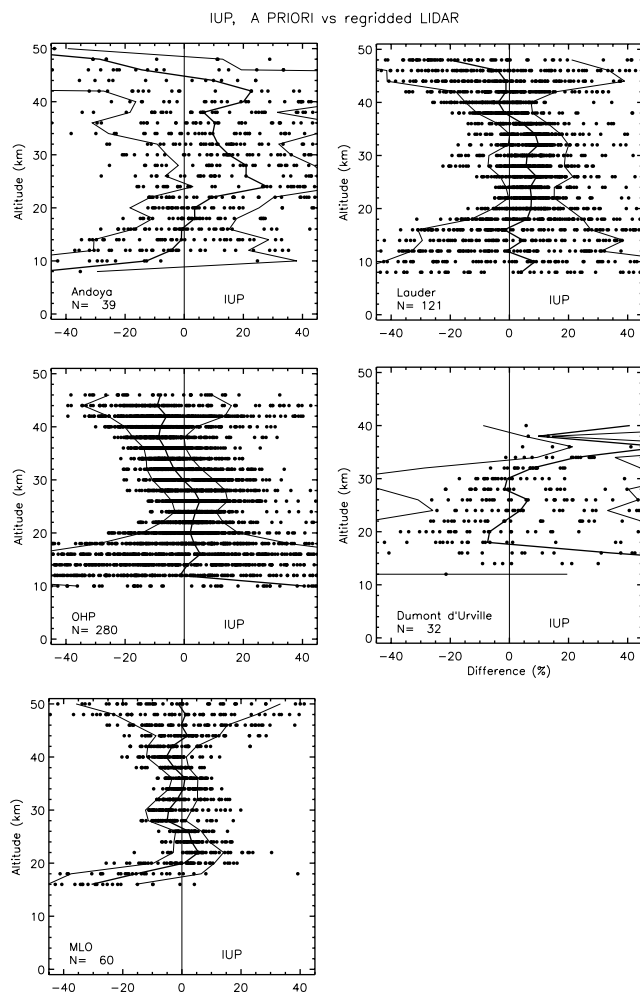 IUP, A PRIORI vs regridded LIDAR
50
40
30
20
10
0
Altitude (km)
Andoya
N= 39
IUP
-40 -20 0 20 40
50
40
30
20
10
0
Altitude (km)
Lauder
N= 121
IUP
-40 -20 0 20 40
50
40
30
20
10
0
Altitude (km)
OHP
N= 280
IUP
-40 -20 0 20 40
50
40
30
20
10
0
Altitude (km)
Dumont d'Urville
N= 32
IUP
-40 -20 0 20 40
Difference (%)
50
40
30
20
10
0
Altitude (km)
MLO
N= 60
IUP
-40 -20 0 20 40